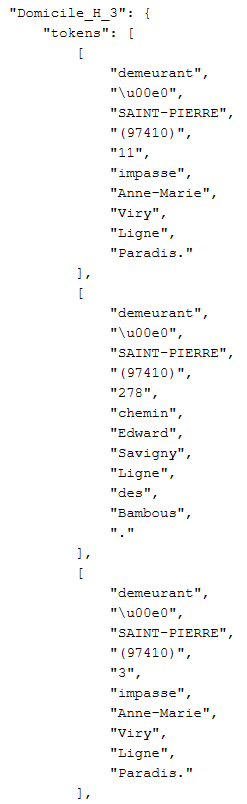 "Domicile_H_3": {
"tokens": [
[
"demeurant",
"\u00e0",
"SAINT-PIERRE",
"(97410)",
"11",
"impasse",
"Anne-Marie",
"Viry",
"Ligne",
"Paradis."
],
[
"demeurant",
"\u00e0",
"SAINT-PIERRE",
"(97410)",
"278",
"chemin",
"Edward",
"Savigny",
"Ligne",
"des",
"Bambous",
"."
],
[
"demeurant",
"\u00e0",
"SAINT-PIERRE",
"(97410)",
"3",
"impasse",
"Anne-Marie",
"Viry",
"Ligne",
"Paradis."
],